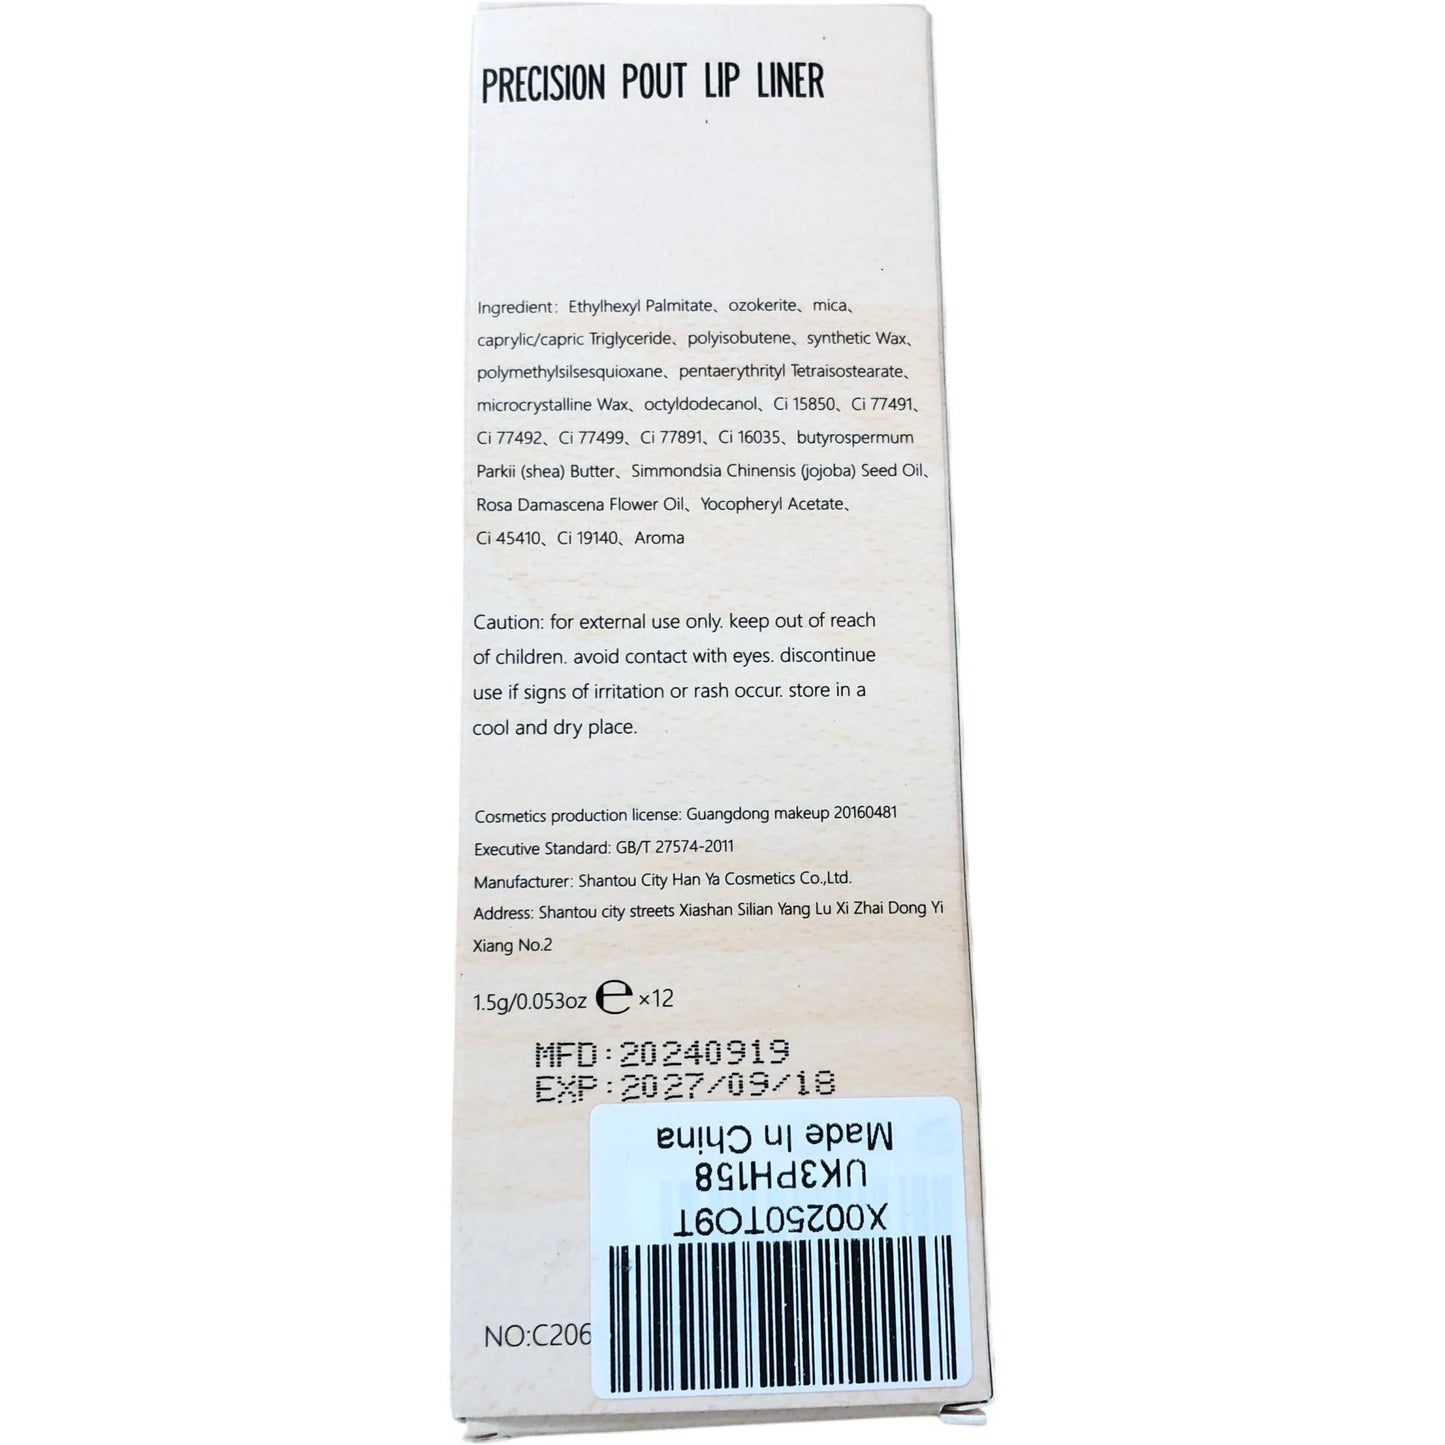 PRECISION POUT LIP LINER
Ingredient: Ethylhexyl Palmitate、ozokerite、mica、
caprylic/capric Triglyceride、polyisobutene、synthetic Wax、
polymethylsilsesquioxane、pentaerythrityl Tetraisostearate、
microcrystalline Wax、octyldodecanol、Ci 15850、Ci 77491、
Ci 77492、Ci 77499、Ci 77891、Ci 16035、butyrospermum
Parkii (shea) Butter、Simmondsia Chinensis (jojoba) Seed Oil、
Rosa Damascena Flower Oil、Yocopheryl Acetate、
Ci 45410、Ci 19140、Aroma
Caution: for external use only. keep out of reach
of children. avoid contact with eyes. discontinue
use if signs of irritation or rash occur. store in a
cool and dry place.
Cosmetics production license: Guangdong makeup 20160481
Executive Standard: GB/T 27574-2011
Manufacturer: Shantou City Han Ya Cosmetics Co.,Ltd.
Address: Shantou city streets Xiashan Silian Yang Lu Xi Zhai Dong Yi
Xiang No.2
1.5g/0.053oz ℮ ×12
MFD:20240919
EXP:2027/09/18
Made In China
UK3PH158
X00250TO9T
NO:C206